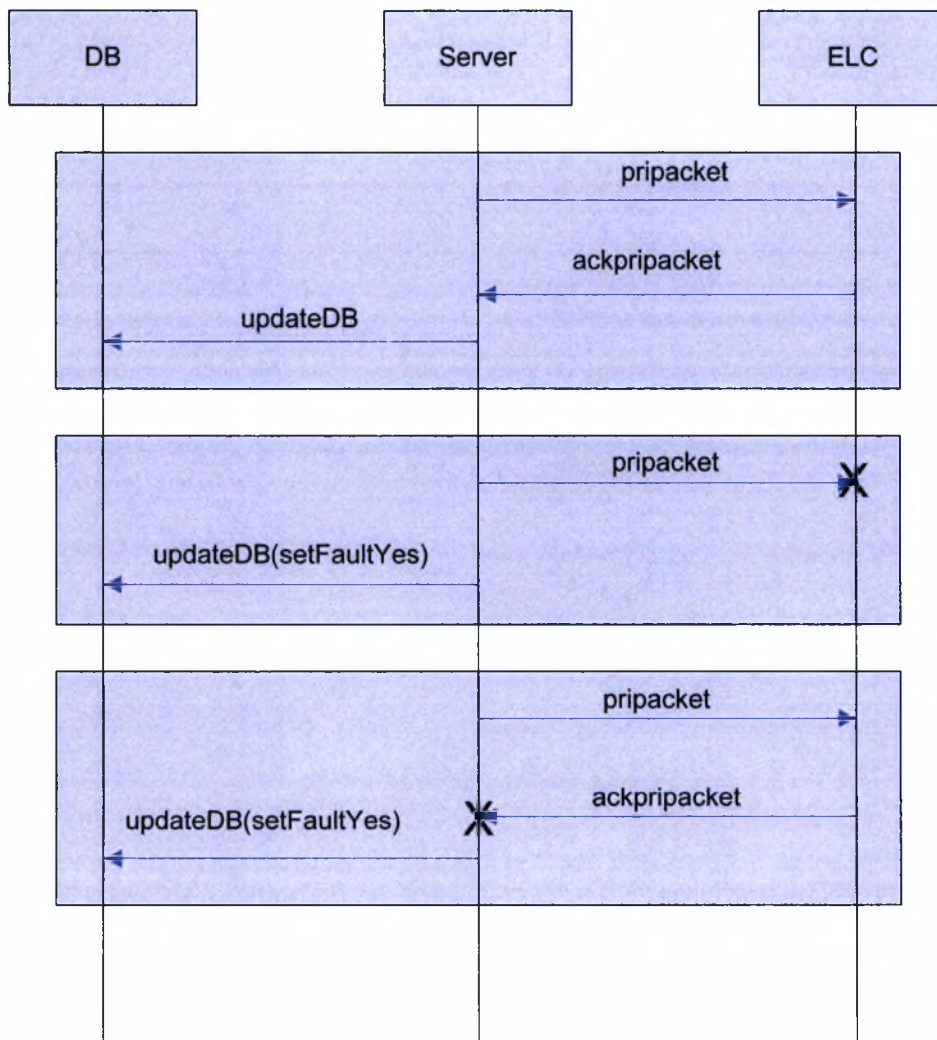 DB
Server
ELC
pripacket
ackpripacket
updateDB
pripacket
updateDB(setFaultYes)
pripacket
ackpripacket
updateDB(setFaultYes)